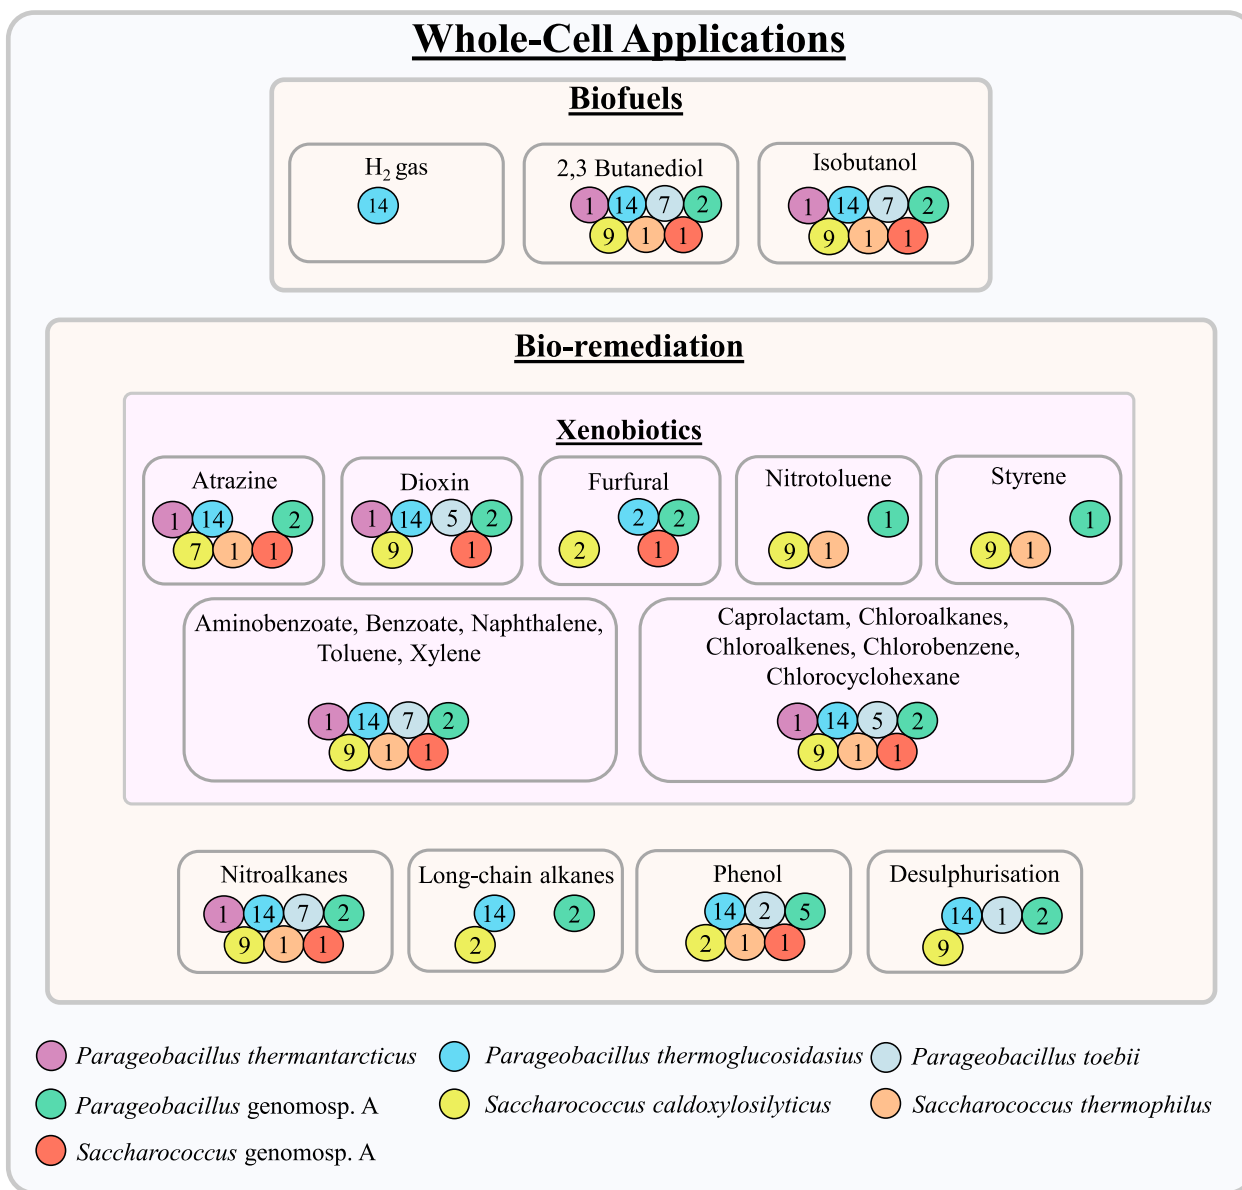 Whole-Cell Applications
Biofuels
H2 gas
14
2,3 Butanediol
1 14 7 2
9 1 1
Isobutanol
1 14 7 2
9 1 1
Bio-remediation
Xenobiotics
Atrazine
1 14 2
7 1 1
Dioxin
1 14 5 2
9 1
Furfural
2 2
2 1
Nitrotoluene
1
9 1
Styrene
1
9 1
Aminobenzoate, Benzoate, Naphthalene,
Toluene, Xylene
1 14 7 2
9 1 1
Caprolactam, Chloroalkanes,
Chloroalkenes, Chlorobenzene,
Chlorocyclohexane
1 14 5 2
9 1 1
Nitroalkanes
1 14 7 2
9 1 1
Long-chain alkanes
14 2
2
Phenol
14 2 5
2 1 1
Desulphurisation
14 1 2
9
Parageobacillus thermantarcticus
Parageobacillus thermoglucosidasius
Parageobacillus toebii
Parageobacillus genomosp. A
Saccharococcus caldoxylosilyticus
Saccharococcus thermophilus
Saccharococcus genomosp. A